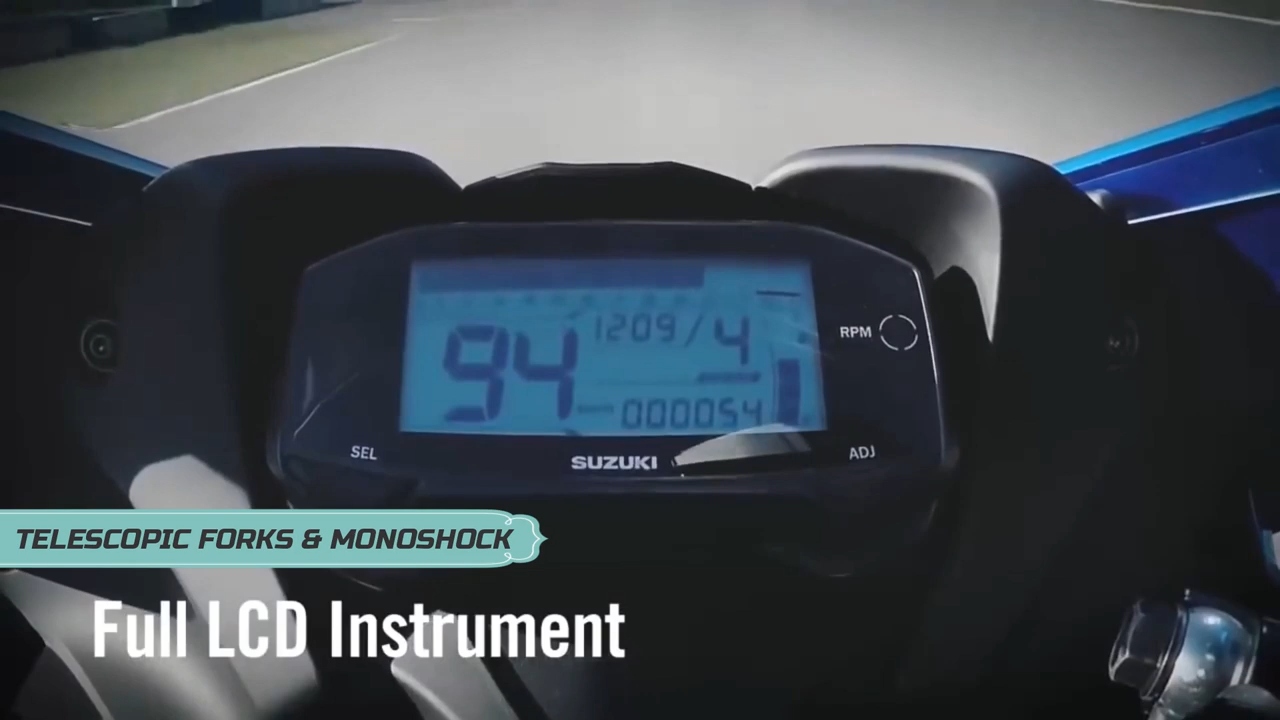 1209/4
94
000054
RPM
SEL
SUZUKI
ADJ
TELESCOPIC FORKS & MONOSHOCK
Full LCD Instrument